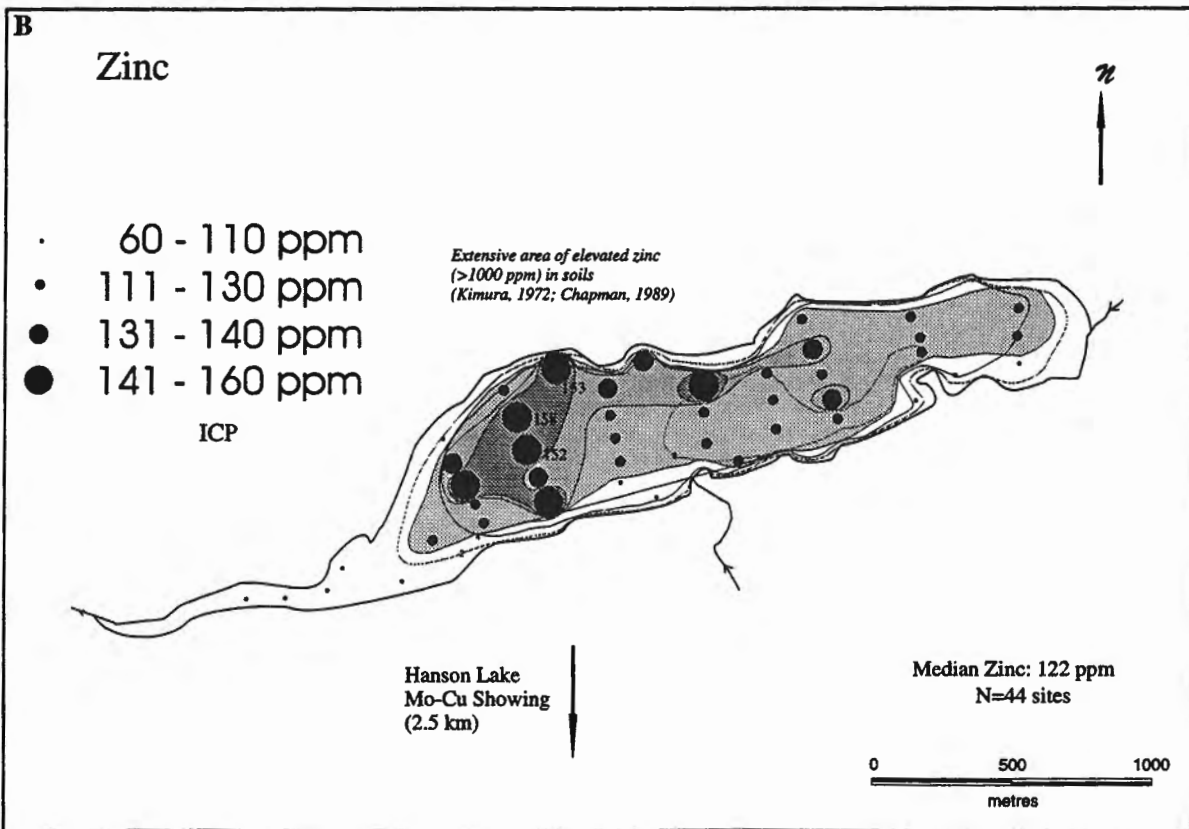 B
Zinc
n
60 - 110 ppm
111 - 130 ppm
131 - 140 ppm
141 - 160 ppm
ICP
Extensive area of elevated zinc
(>1000 ppm) in soils
(Kimura, 1972; Chapman, 1989)
152
Hanson Lake
Mo-Cu Showing
(2.5 km)
Median Zinc: 122 ppm
N=44 sites
0 500 1000
metres